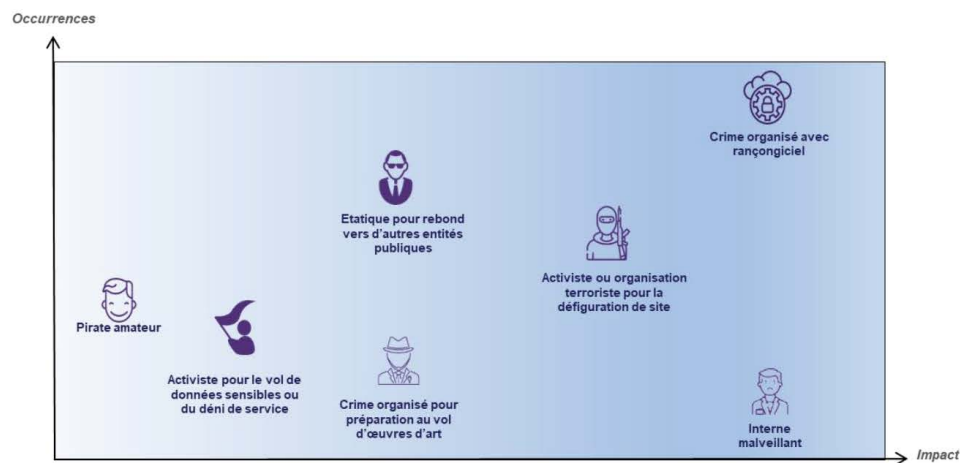 Occurrences
Crime organisé avec
rançongiciel
Etatique pour rebond
vers d'autres entités
publiques
Activiste ou organisation
terroriste pour la
défiguration de site
Pirate amateur
Activiste pour le vol de
données sensibles ou
du déni de service
Crime organisé pour
préparation au vol
d'œuvres d'art
Interne
malveillant
Impact